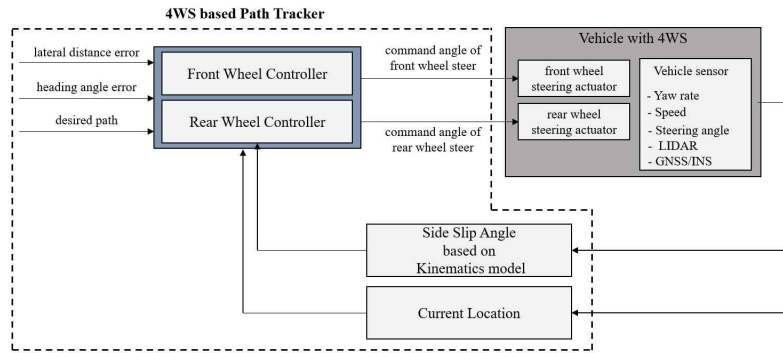 4WS based Path Tracker
lateral distance error
heading angle error
desired path
Front Wheel Controller
Rear Wheel Controller
command angle of
front wheel steer
command angle of
rear wheel steer
Vehicle with 4WS
front wheel
steering actuator
rear wheel
steering actuator
Vehicle sensor
- Yaw rate
- Speed
- Steering angle
- LIDAR
- GNSS/INS
Side Slip Angle
based on
Kinematics model
Current Location